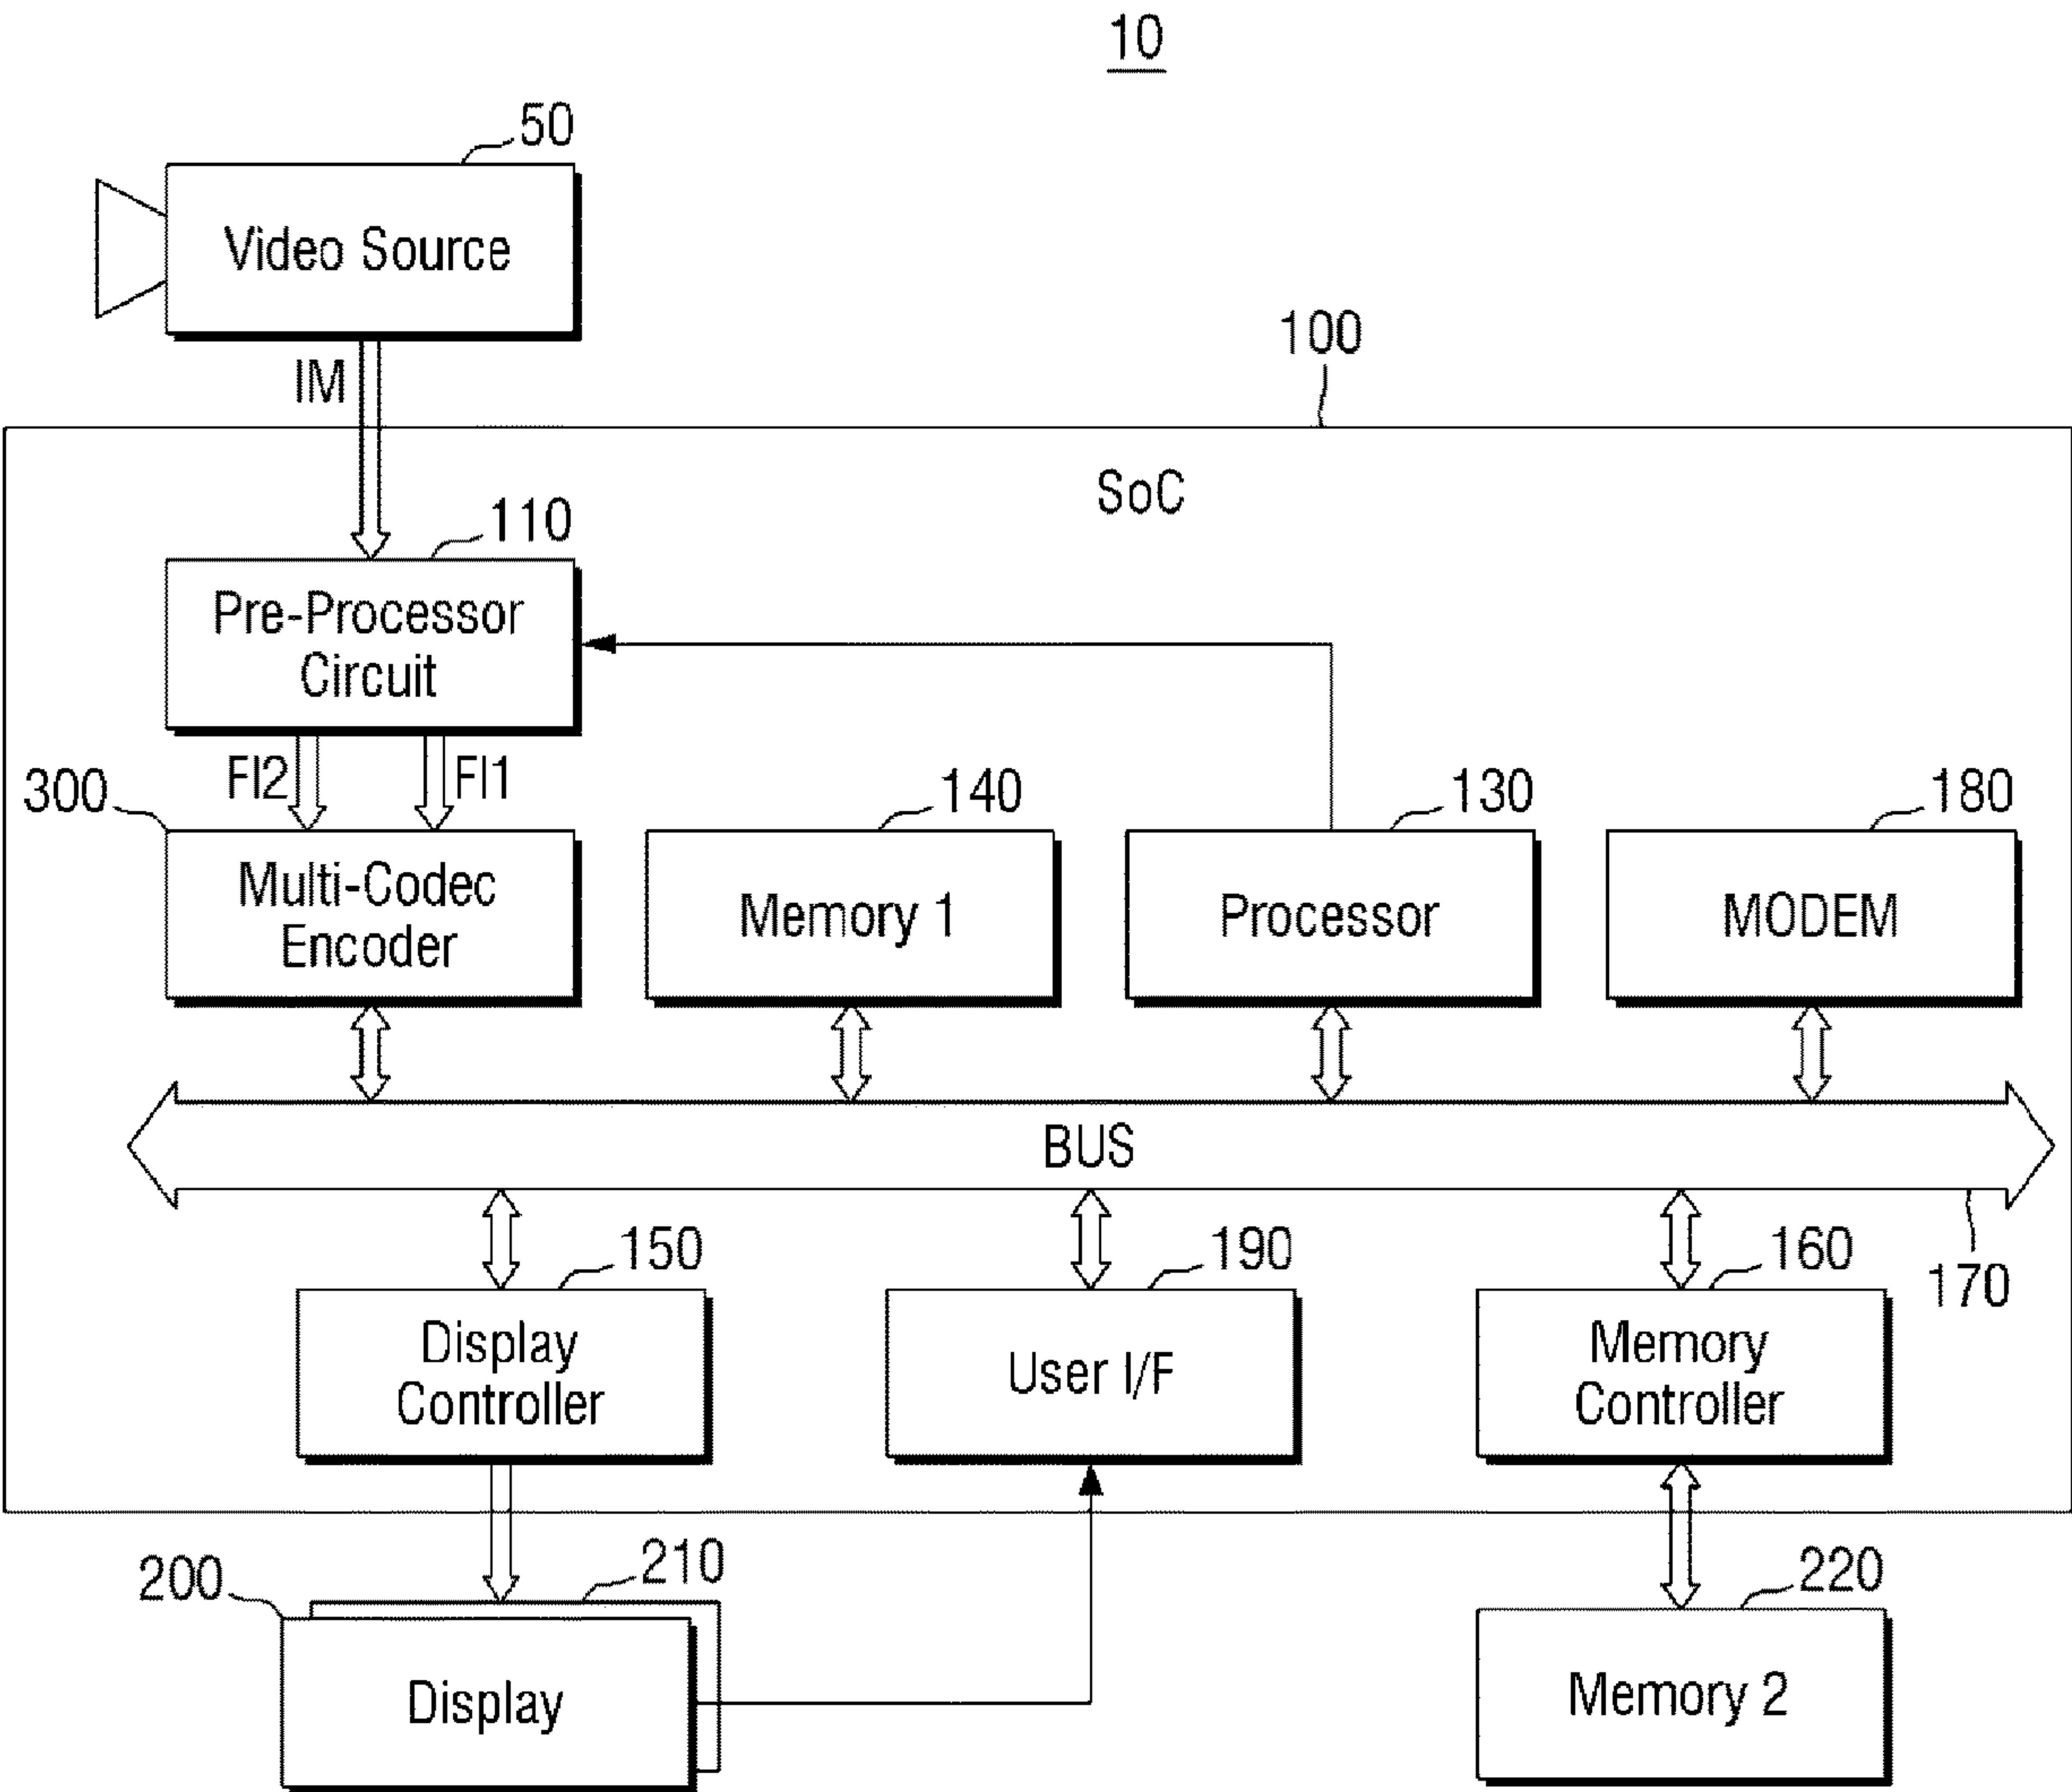 10
50
Video Source
IM
100
SoC
110
Pre-Processor
Circuit
FI2
FI1
300
140
130
180
Multi-Codec
Encoder
Memory 1
Processor
MODEM
BUS
150
190
160
170
Display
Controller
User I/F
Memory
Controller
200
210
220
Display
Memory 2